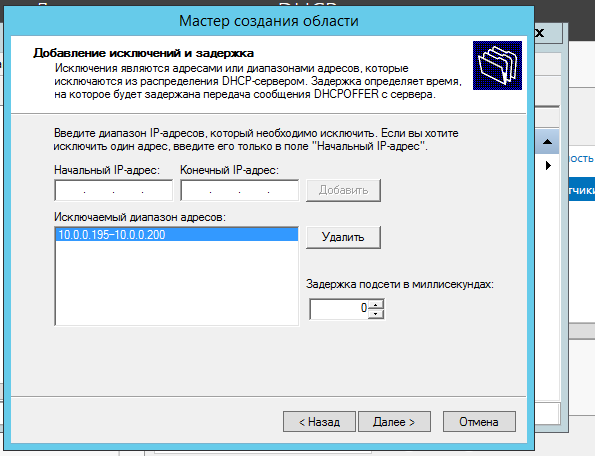 DHCP
Мастер создания области
x
Добавление исключений и задержка
Исключения являются адресами или диапазонами адресов, которые
исключаются из распределения DHCP-сервером. Задержка определяет время,
на которое будет задержана передача сообщения DHCPOFFER с сервера.
Введите диапазон IP-адресов, который необходимо исключить. Если вы хотите
исключить один адрес, введите его только в поле "Начальный IP-адрес".
Начальный IP-адрес: Конечный IP-адрес:
. . . . . . Добавить
Исключаемый диапазон адресов:
10.0.0.195-10.0.0.200
Удалить
Задержка подсети в миллисекундах:
0
< Назад Далее > Отмена